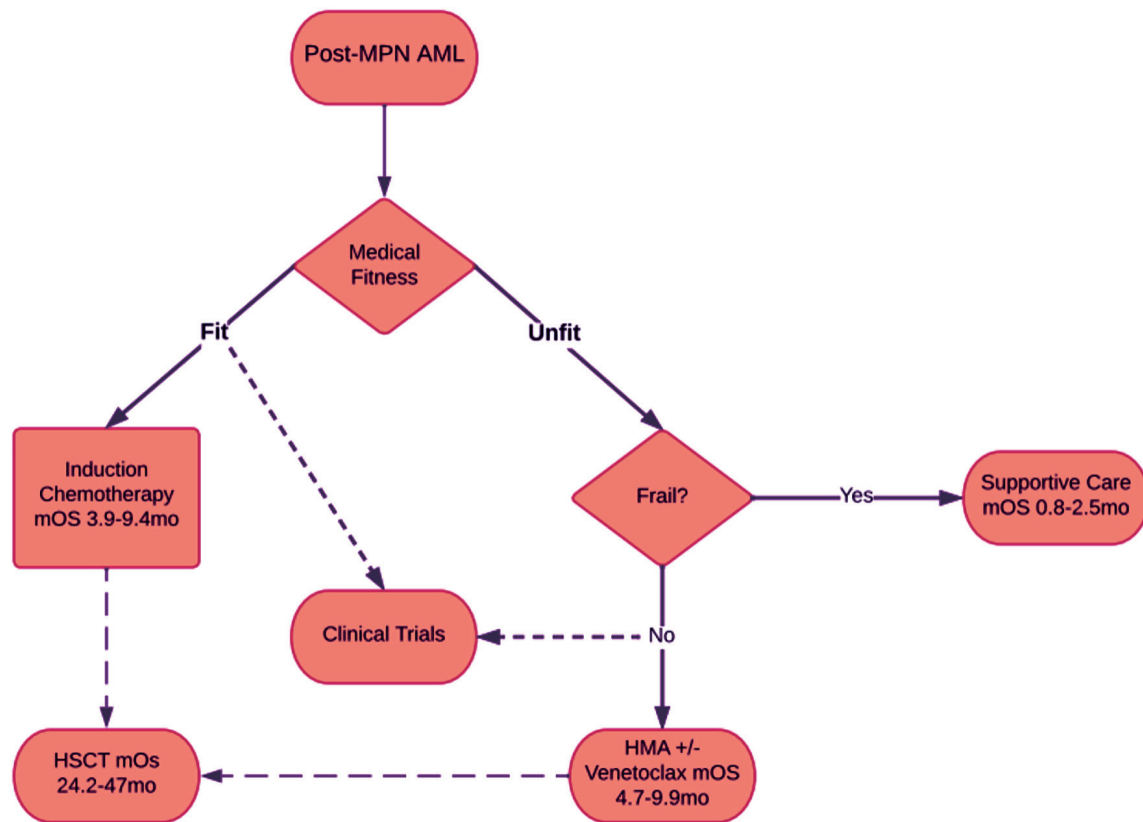 Post-MPN AML
Medical
Fitness
Fit
Unfit
Induction
Chemotherapy
mOS 3.9-9.4mo
Frail?
Yes
Supportive Care
mOS 0.8-2.5mo
Clinical Trials
No
HSCT mOs
24.2-47mo
HMA +/-
Venetoclax mOS
4.7-9.9mo